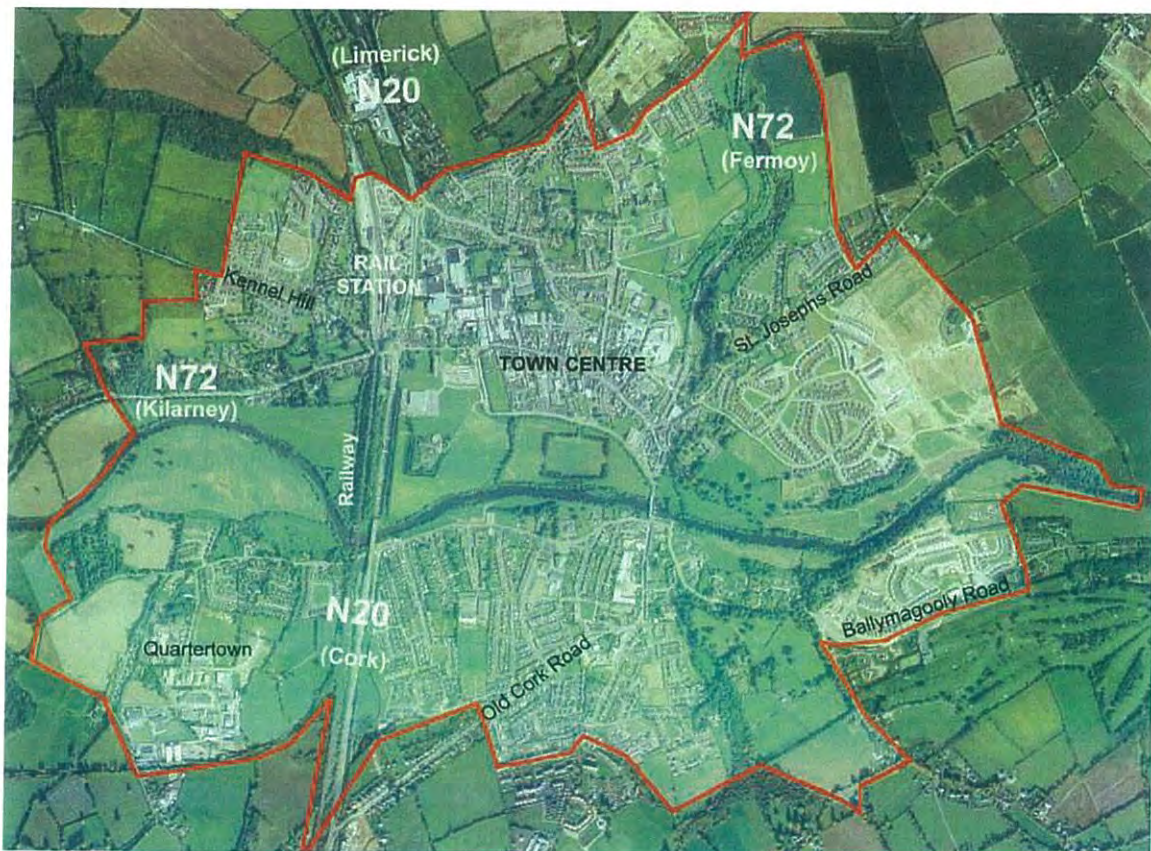 (Limerick)
N20
N72
(Fermoy)
RAIL
STATION
Kennel Hill
St. Josephs Road
TOWN CENTRE
N72
(Kilarney)
Railway
N20
(Cork)
Ballymagooly Road
Quartertown
Old Cork Road